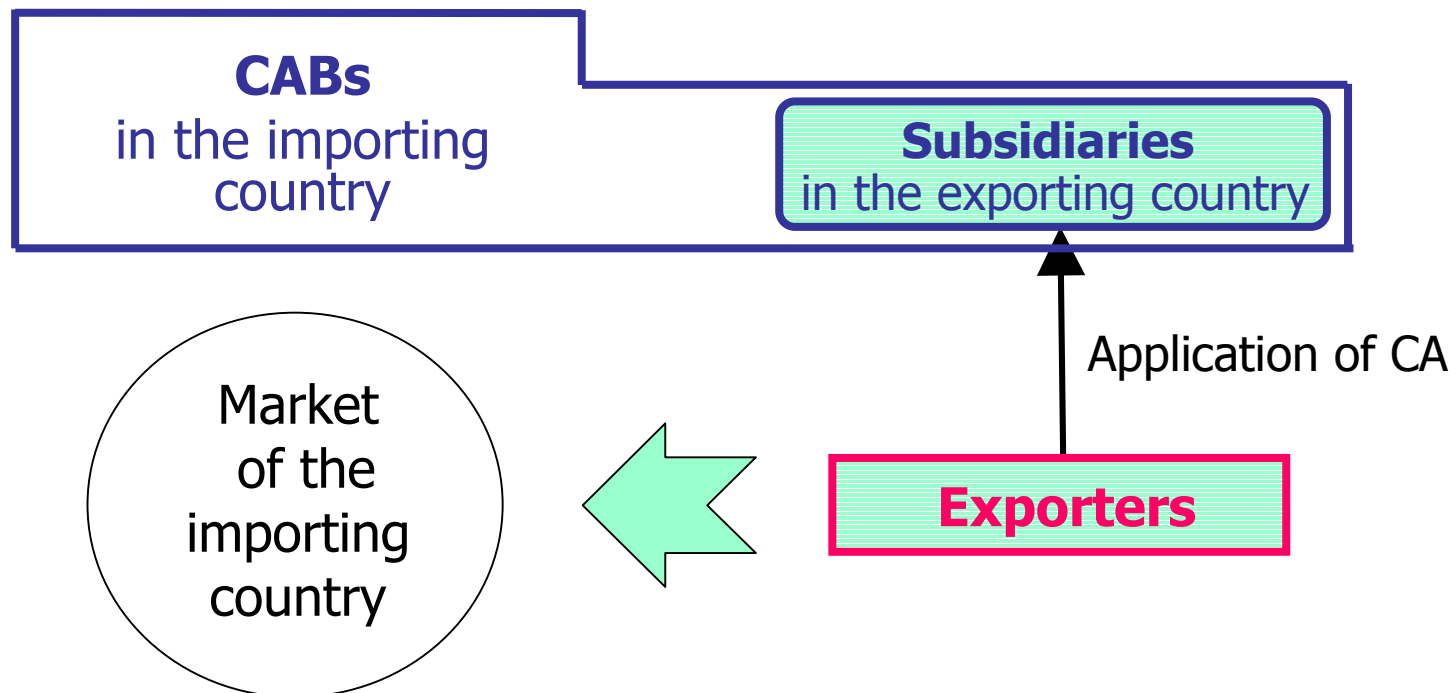 CABs
in the importing
country
Subsidiaries
in the exporting country
Application of CA
Market
of the
importing
country
Exporters